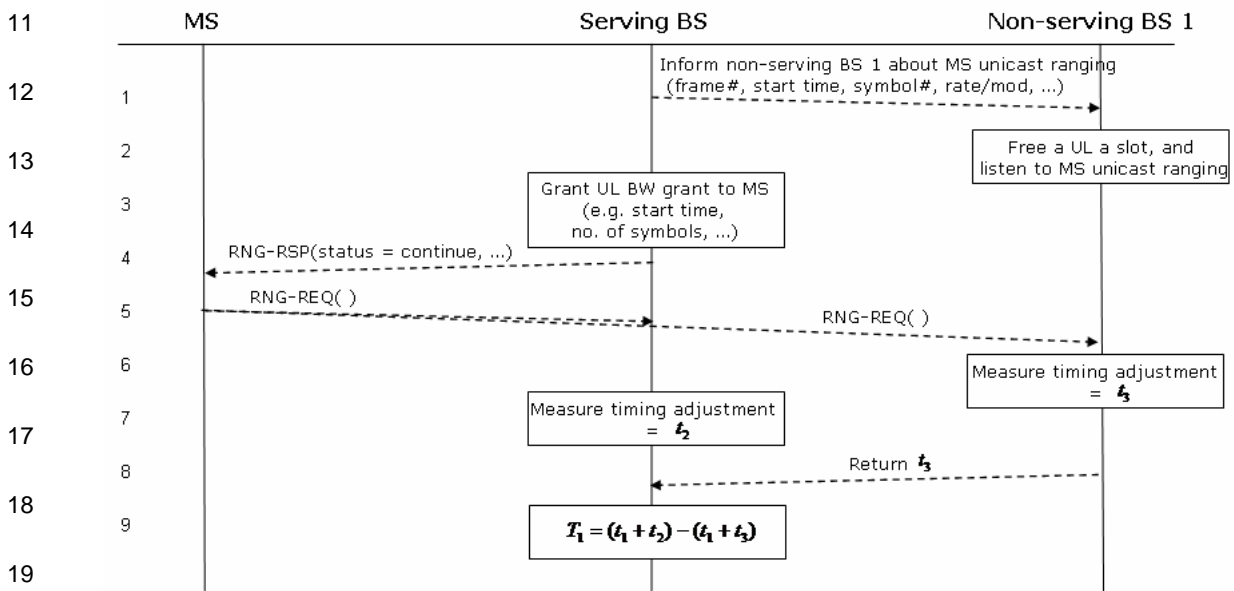 11
MS Serving BS Non-serving BS 1
Inform non-serving BS 1 about MS unicast ranging
12
(frame#, start time, symbol#, rate/mod, ...)
1
2
Free a UL a slot, and
listen to MS unicast ranging
13
Grant UL BW grant to MS
(e.g. start time,
no. of symbols, ...)
3
14
RNG-RSP(status = continue, ...)
4
15
RNG-REQ( )
5
RNG-REQ( )
16
6
Measure timing adjustment
= t₃
7
Measure timing adjustment
= t₂
17
8
Return t₃
18
9
T₁ = (t₁ + t₂) − (t₁ + t₃)
19